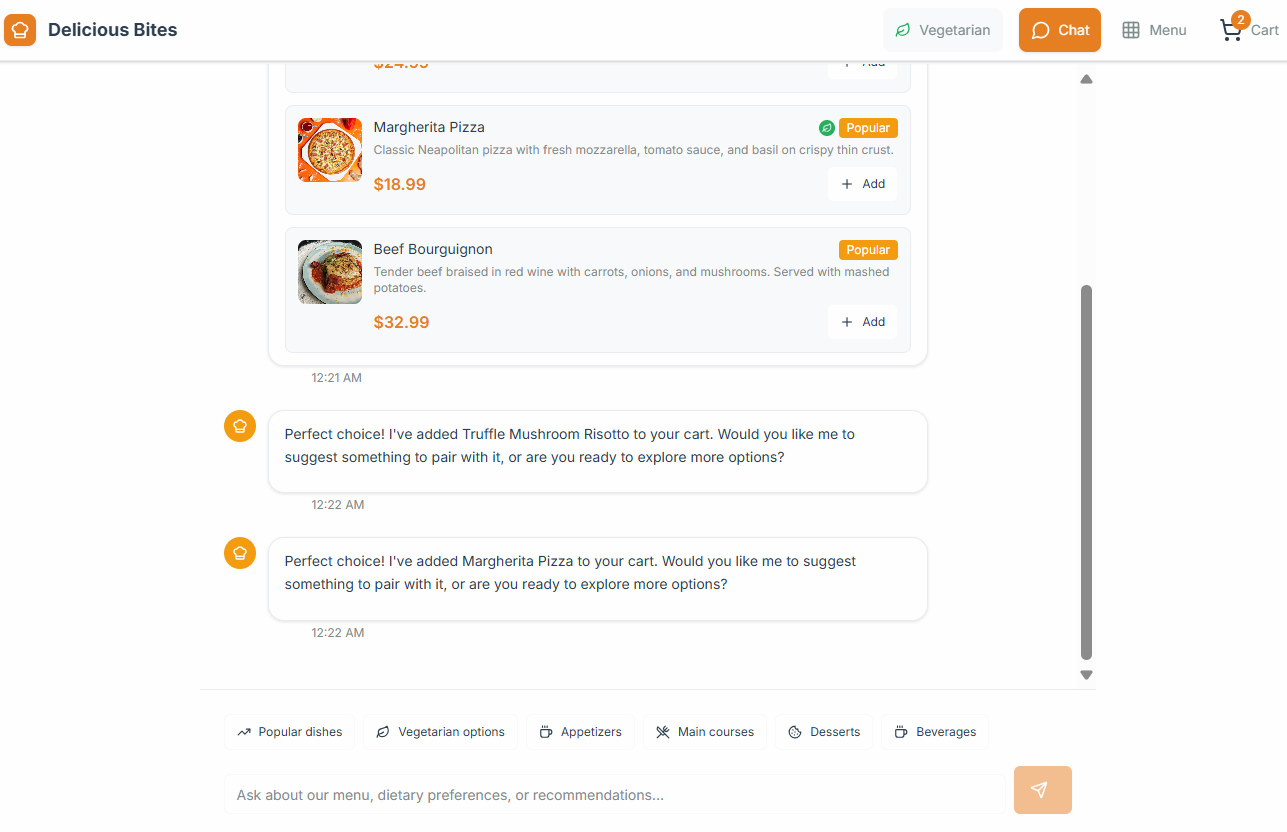 Delicious Bites
Vegetarian
Chat
Menu
2
Cart
$24.99
Add
Margherita Pizza
Popular
Classic Neapolitan pizza with fresh mozzarella, tomato sauce, and basil on crispy thin crust.
$18.99
Add
Beef Bourguignon
Popular
Tender beef braised in red wine with carrots, onions, and mushrooms. Served with mashed
potatoes.
$32.99
Add
12:21 AM
Perfect choice! I've added Truffle Mushroom Risotto to your cart. Would you like me to
suggest something to pair with it, or are you ready to explore more options?
12:22 AM
Perfect choice! I've added Margherita Pizza to your cart. Would you like me to suggest
something to pair with it, or are you ready to explore more options?
12:22 AM
Popular dishes
Vegetarian options
Appetizers
Main courses
Desserts
Beverages
Ask about our menu, dietary preferences, or recommendations...